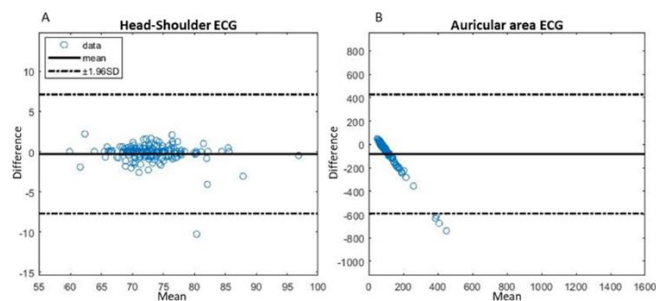 A
Head-Shoulder ECG
data
mean
±1.96SD
10
5
0
-5
-10
-15
Difference
55 60 65 70 75 80 85 90 95 100
Mean
B
Auricular area ECG
800
600
400
200
0
-200
-400
-600
-800
-1000
Difference
0 200 400 600 800 1000 1200 1400 1600
Mean